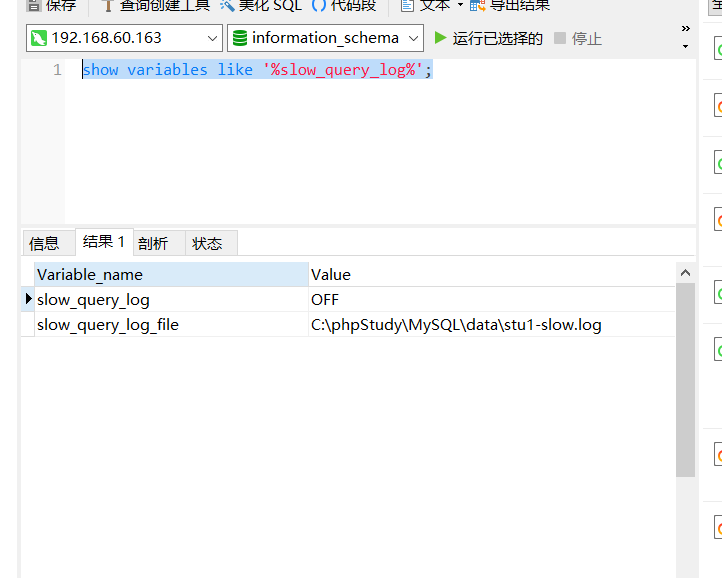 保存 查询创建工具 美化 SQL () 代码段 文本 导出结果
192.168.60.163 information_schema 运行已选择的 停止
1 show variables like '%slow_query_log%';
信息 结果 1 剖析 状态
Variable_name Value
slow_query_log OFF
slow_query_log_file C:\phpStudy\MySQL\data\stu1-slow.log